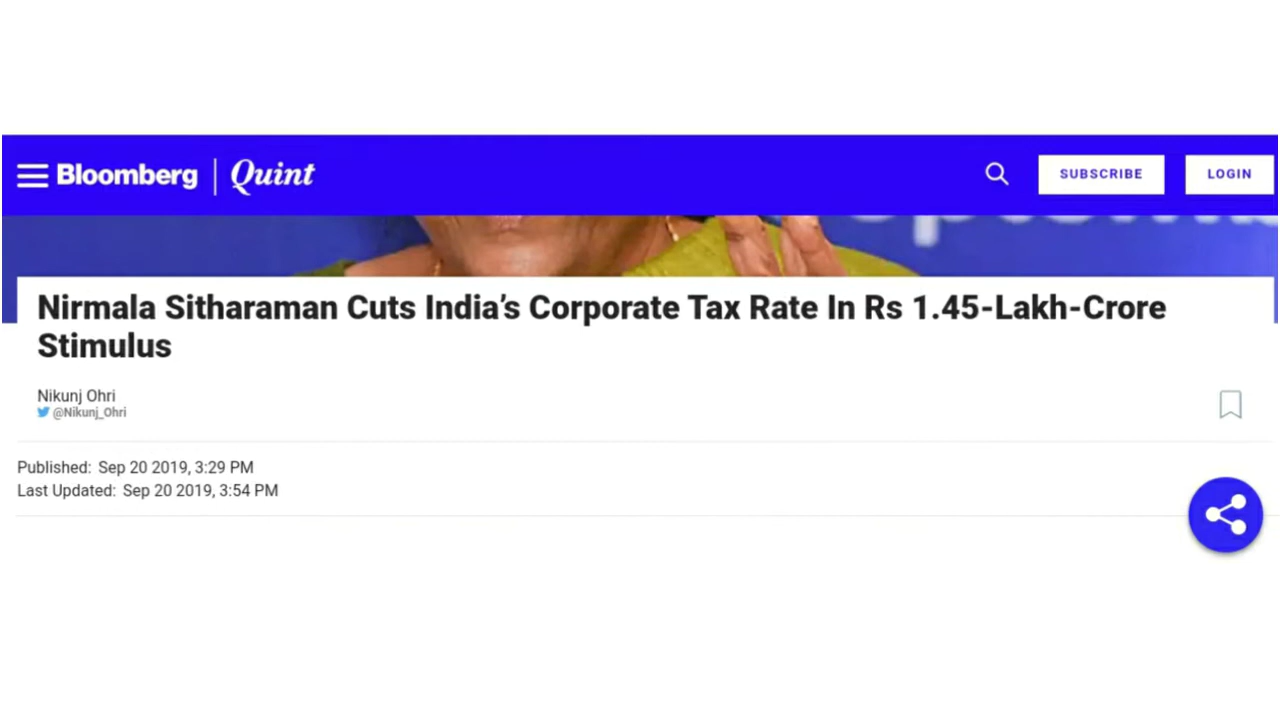 Bloomberg | Quint
SUBSCRIBE
LOGIN
Nirmala Sitharaman Cuts India’s Corporate Tax Rate In Rs 1.45-Lakh-Crore
Stimulus
Nikunj Ohri
@Nikunj_Ohri
Published: Sep 20 2019, 3:29 PM
Last Updated: Sep 20 2019, 3:54 PM